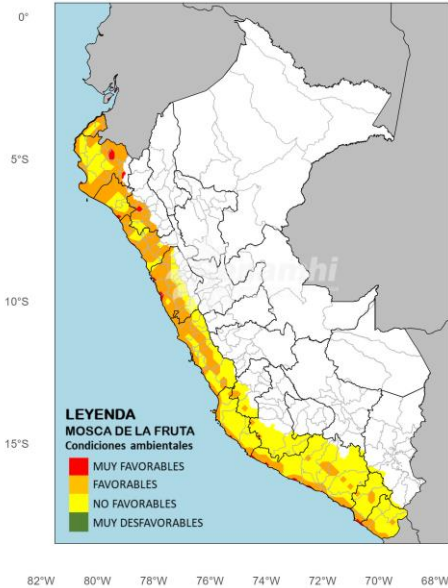 0°
5°S
10°S
15°S
LEYENDA
MOSCA DE LA FRUTA
Condiciones ambientales
MUY FAVORABLES
FAVORABLES
NO FAVORABLES
MUY DESFAVORABLES
82°W 80°W 78°W 76°W 74°W 72°W 70°W 68°W